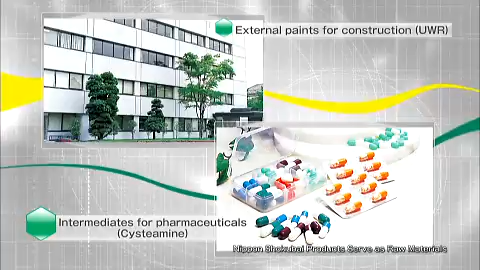 External paints for construction (UWR)
Intermediates for pharmaceuticals
(Cysteamine)
Nippon Shokubai Products Serve as Raw Materials